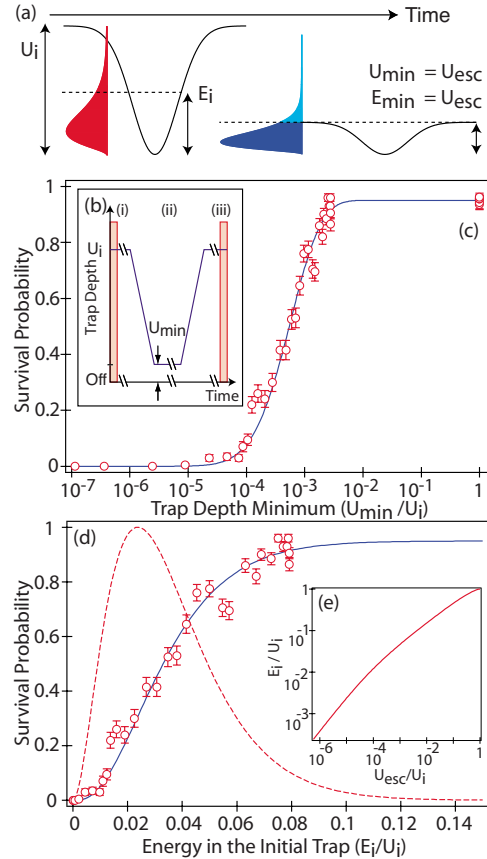 (a)
Time
U_i
E_i
U_min = U_esc
E_min = U_esc
(b)
(i) (ii) (iii)
U_i
Trap Depth
U_min
Off
Time
(c)
Survival Probability
1
0.8
0.6
0.4
0.2
0
10^-7 10^-6 10^-5 10^-4 10^-3 10^-2 10^-1 1
Trap Depth Minimum (U_min/U_i)
(d)
Survival Probability
1
0.8
0.6
0.4
0.2
0
0 0.02 0.04 0.06 0.08 0.1 0.12 0.14
Energy in the Initial Trap (E_i/U_i)
(e)
E_i/U_i
1
10^-1
10^-2
10^-3
10^-6 10^-4 10^-2 1
U_esc/U_i